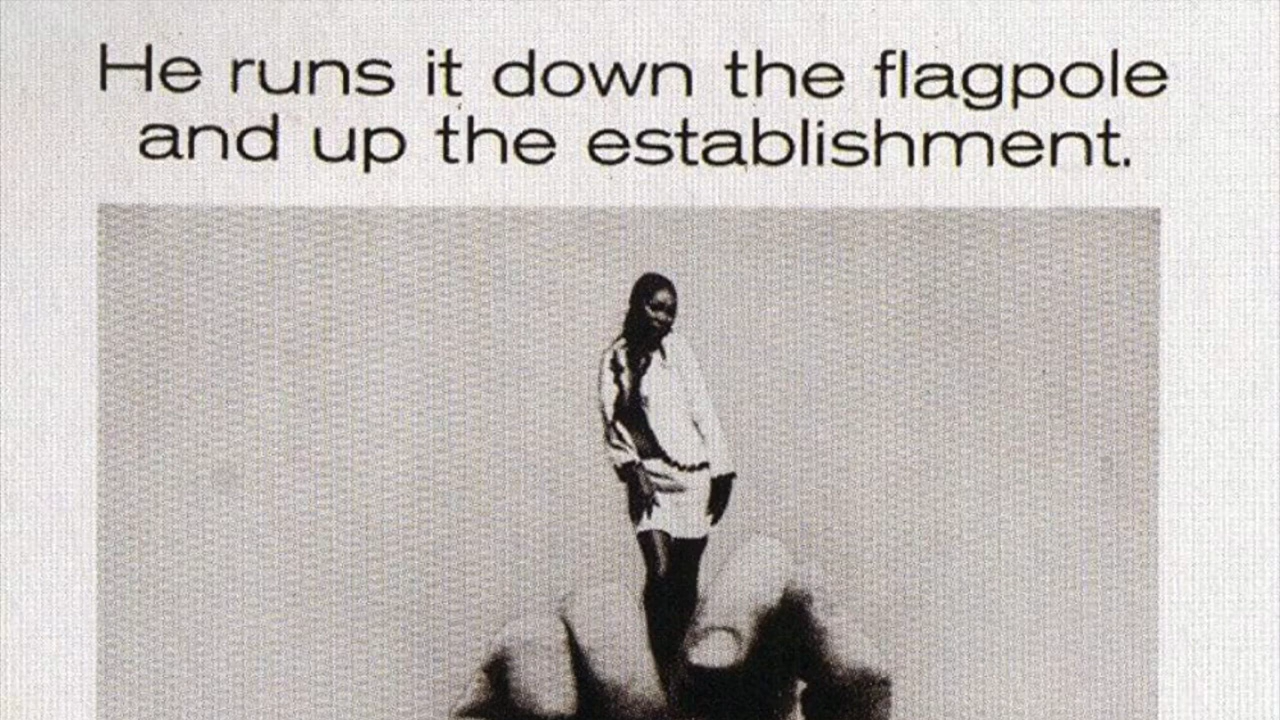 He runs it down the flagpole
and up the establishment.